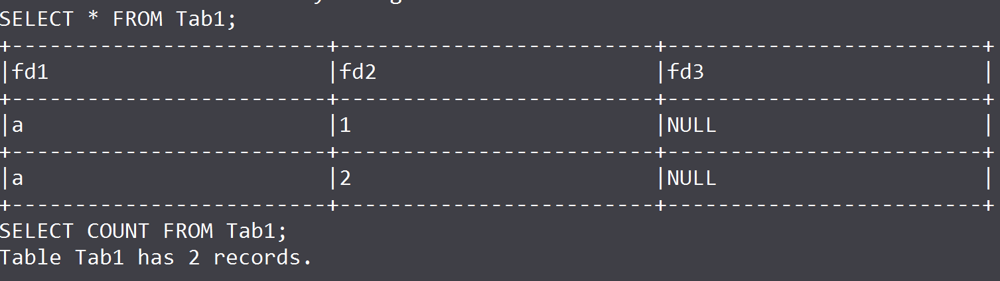 SELECT * FROM Tab1;
+-------------------------+-------------------------+-------------------------+
|fd1                      |fd2                      |fd3                      |
+-------------------------+-------------------------+-------------------------+
|a                        |1                        |NULL                     |
+-------------------------+-------------------------+-------------------------+
|a                        |2                        |NULL                     |
+-------------------------+-------------------------+-------------------------+
SELECT COUNT FROM Tab1;
Table Tab1 has 2 records.